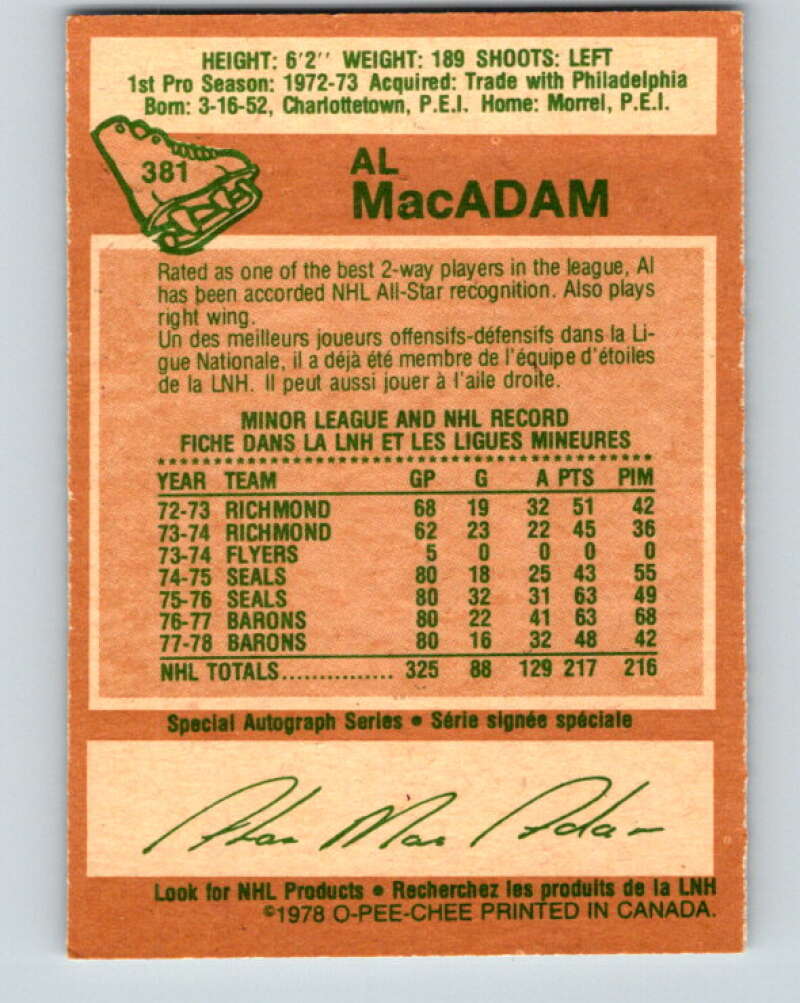 HEIGHT: 6'2'' WEIGHT: 189 SHOOTS: LEFT
1st Pro Season: 1972-73 Acquired: Trade with Philadelphia
Born: 3-16-52, Charlottetown, P.E.I. Home: Morrel, P.E.I.
381
AL
MacADAM
Rated as one of the best 2-way players in the league, Al
has been accorded NHL All-Star recognition. Also plays
right wing.
Un des meilleurs joueurs offensifs-défensifs dans la Li-
gue Nationale, il a déjà été membre de l'équipe d'étoiles
de la LNH. Il peut aussi jouer à l'aile droite.
MINOR LEAGUE AND NHL RECORD
FICHE DANS LA LNH ET LES LIGUES MINEURES
YEAR TEAM GP G A PTS PIM
72-73 RICHMOND 68 19 32 51 42
73-74 RICHMOND 62 23 22 45 36
73-74 FLYERS 5 0 0 0 0
74-75 SEALS 80 18 25 43 55
75-76 SEALS 80 32 31 63 49
76-77 BARONS 80 22 41 63 68
77-78 BARONS 80 16 32 48 42
NHL TOTALS............... 325 88 129 217 216
Special Autograph Series • Série signée spéciale
Mac Adam
Look for NHL Products • Recherchez les produits de la LNH
©1978 O-PEE-CHEE PRINTED IN CANADA.